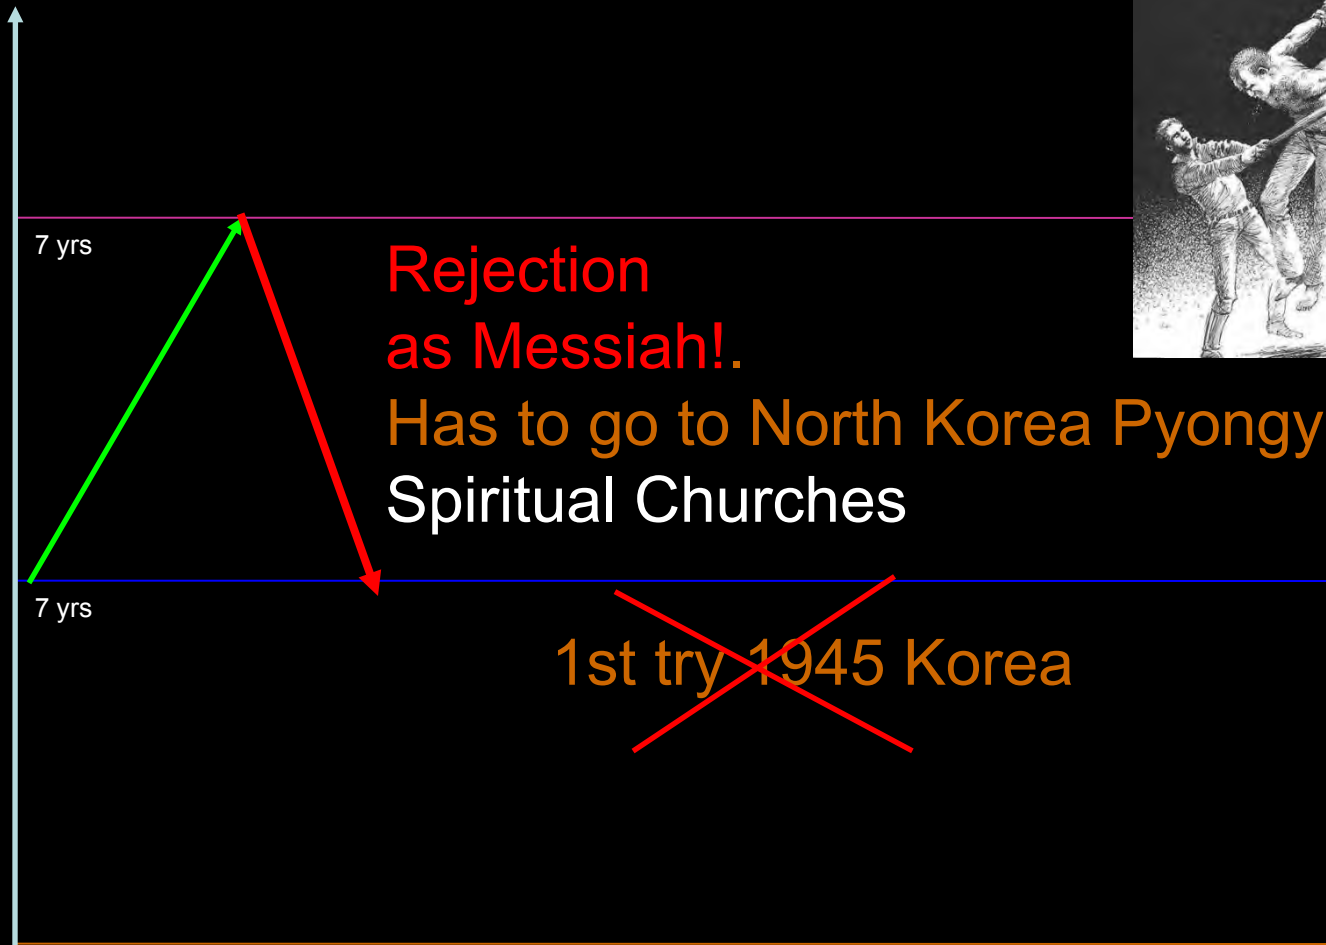 7 yrs
Rejection
as Messiah!.
Has to go to North Korea Pyongy
Spiritual Churches
7 yrs
1st try 1945 Korea